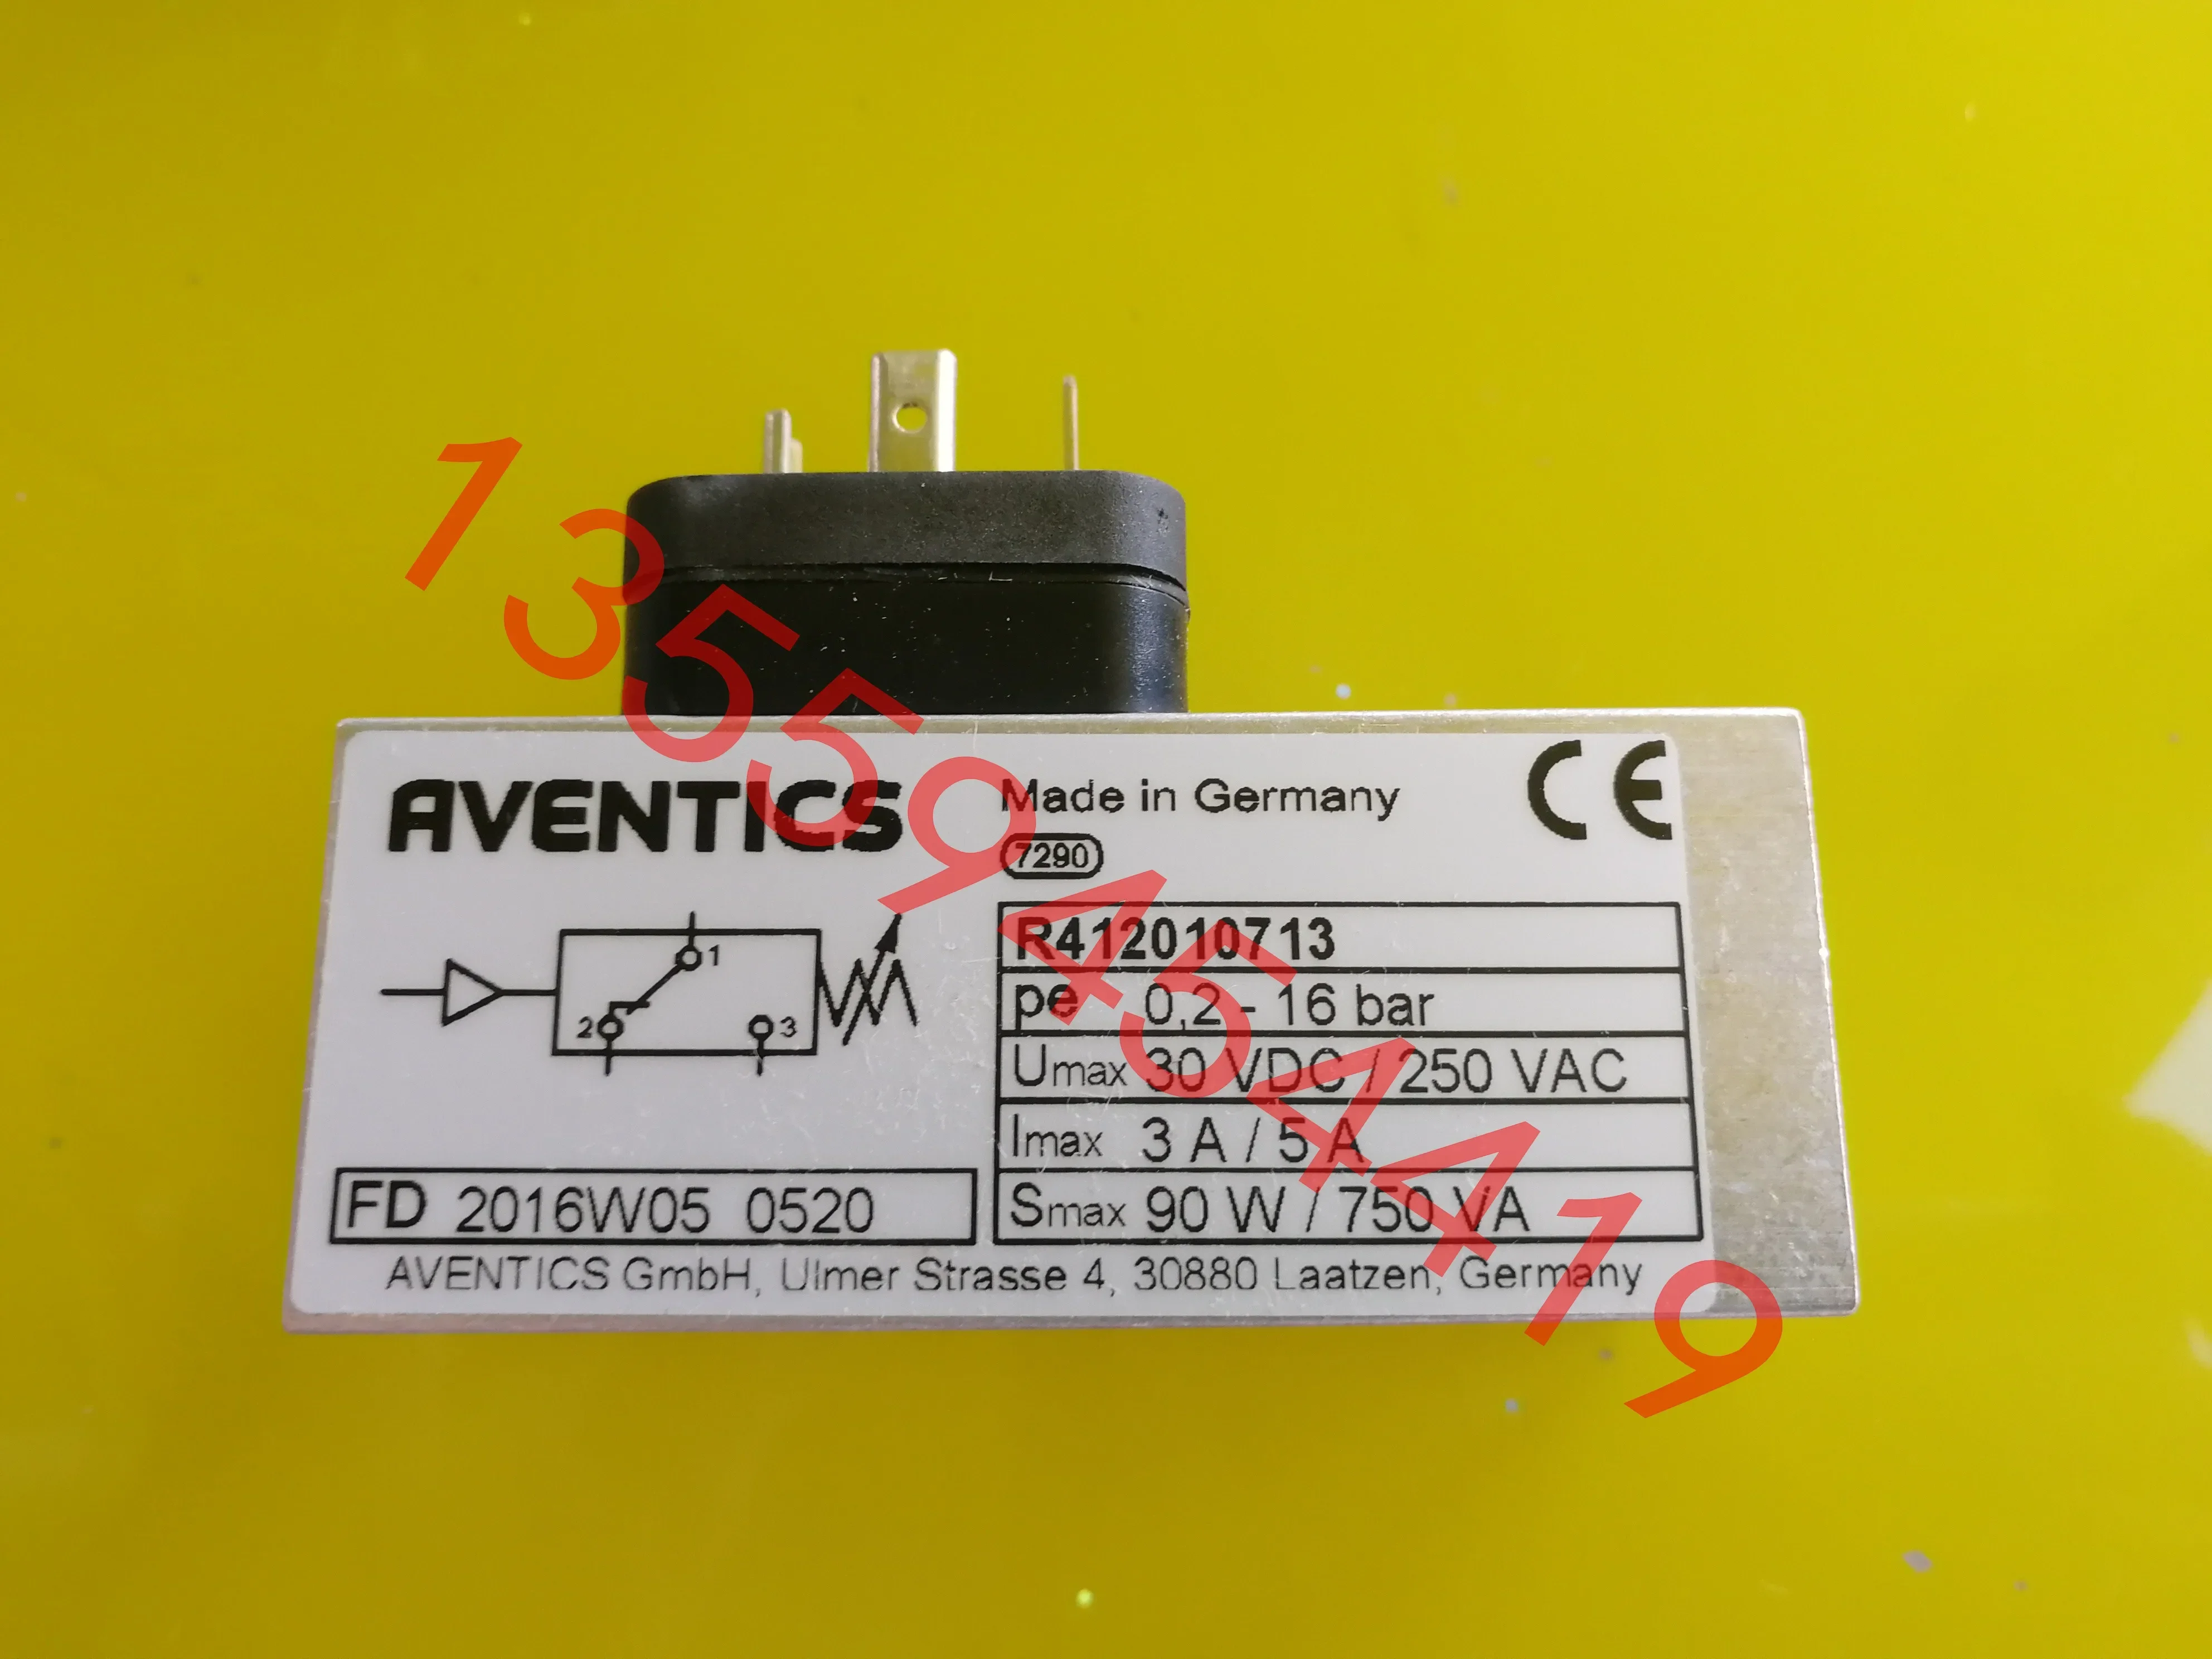 AVENTICS
Made in Germany
CE
7290
1
2
3
R412010713
pe 0,2 - 16 bar
Umax 30 VDC / 250 VAC
Imax 3 A / 5 A
Smax 90 W / 750 VA
FD 2016W05 0520
AVENTICS GmbH, Ulmer Strasse 4, 30880 Laatzen, Germany
13559454419